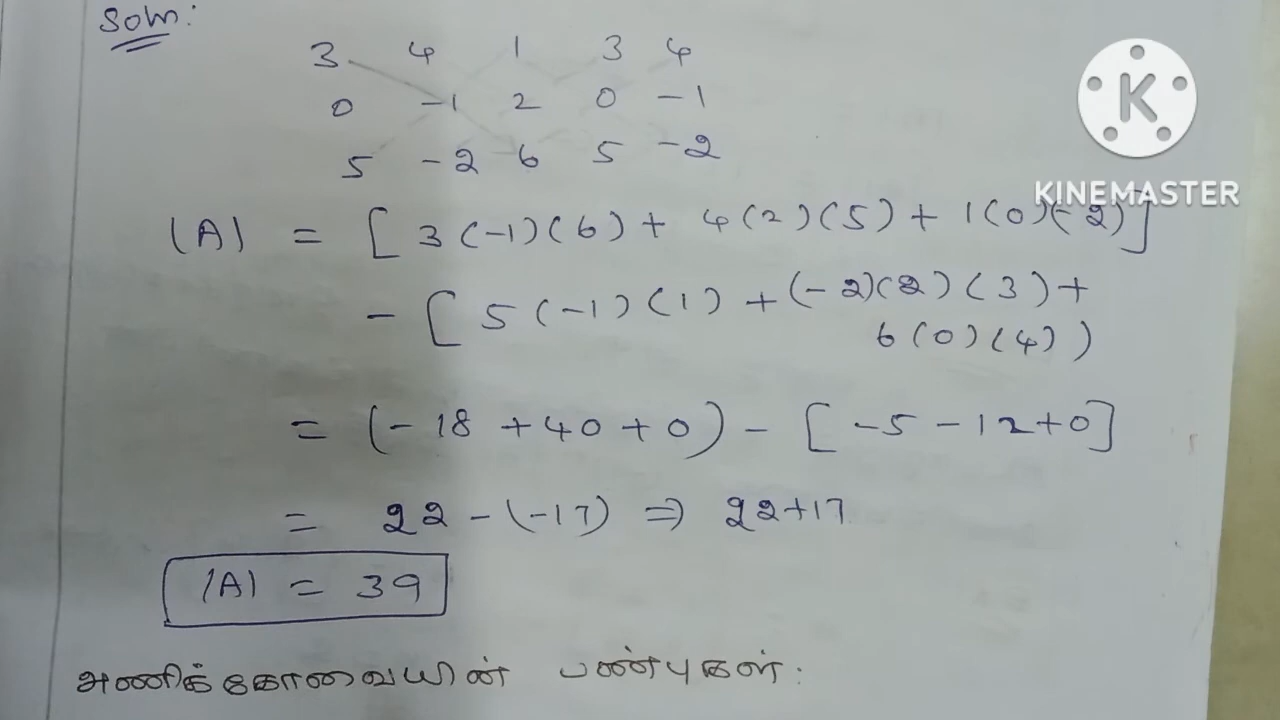 Soln:
3 4 1 3 4
0 -1 2 0 -1
5 -2 6 5 -2
K
KINEMASTER
|A| = [ 3 (-1) (6) + 4 (2) (5) + 1 (0) (-2) ]
- [ 5 (-1) (1) + (-2) (2) (3) +
6 (0) (4) )
= (- 18 + 40 + 0 ) - [ -5 - 12 + 0 ]
= 22 - (-17) ⇒ 22 + 17
|A| = 39
அணிக்கோவையின் பண்புகள் :